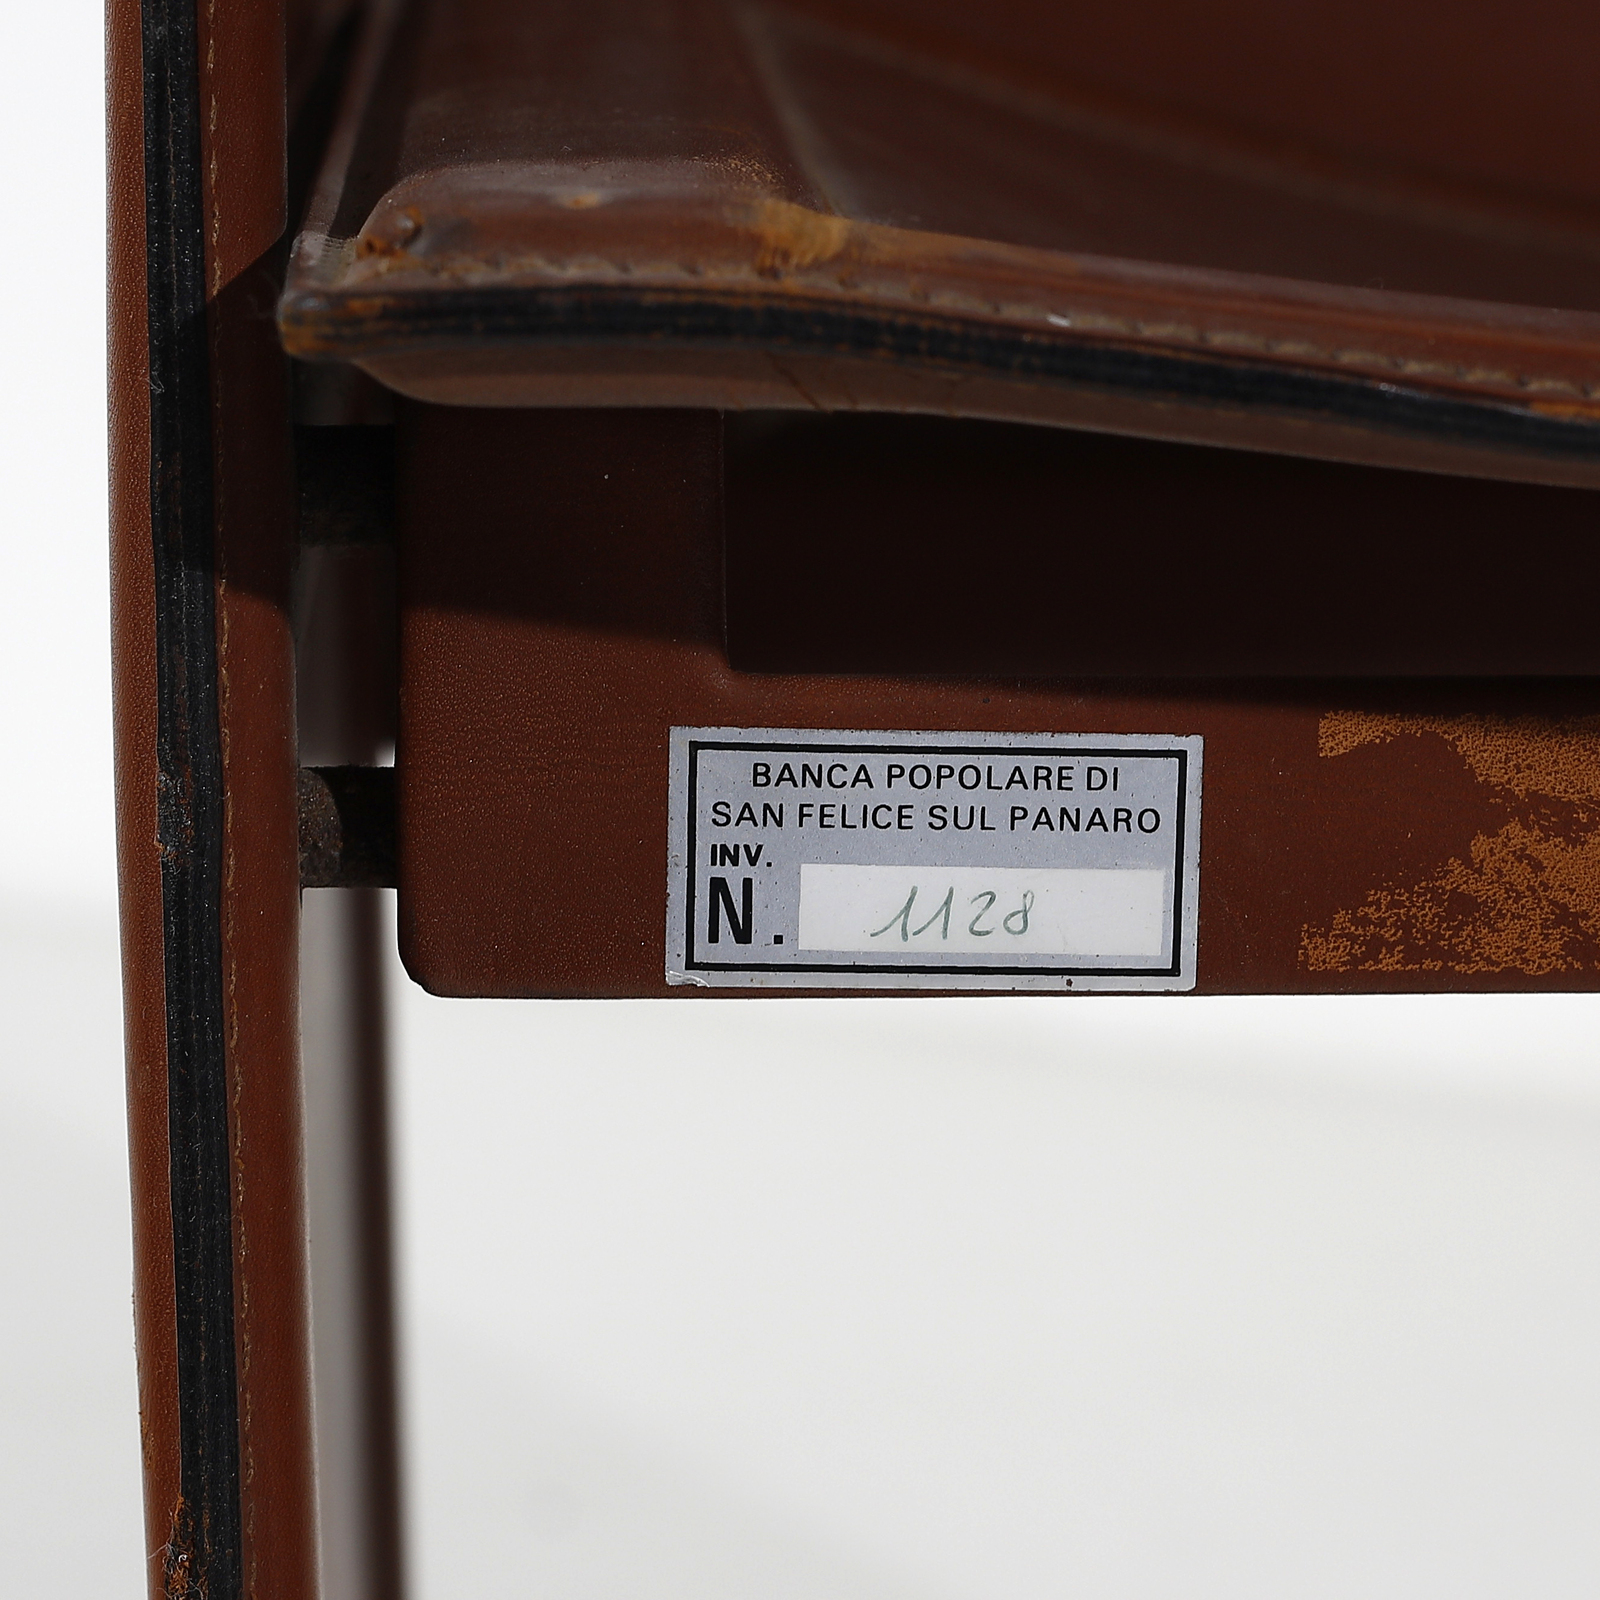 BANCA POPOLARE DI
SAN FELICE SUL PANARO
INV.
N. 1128